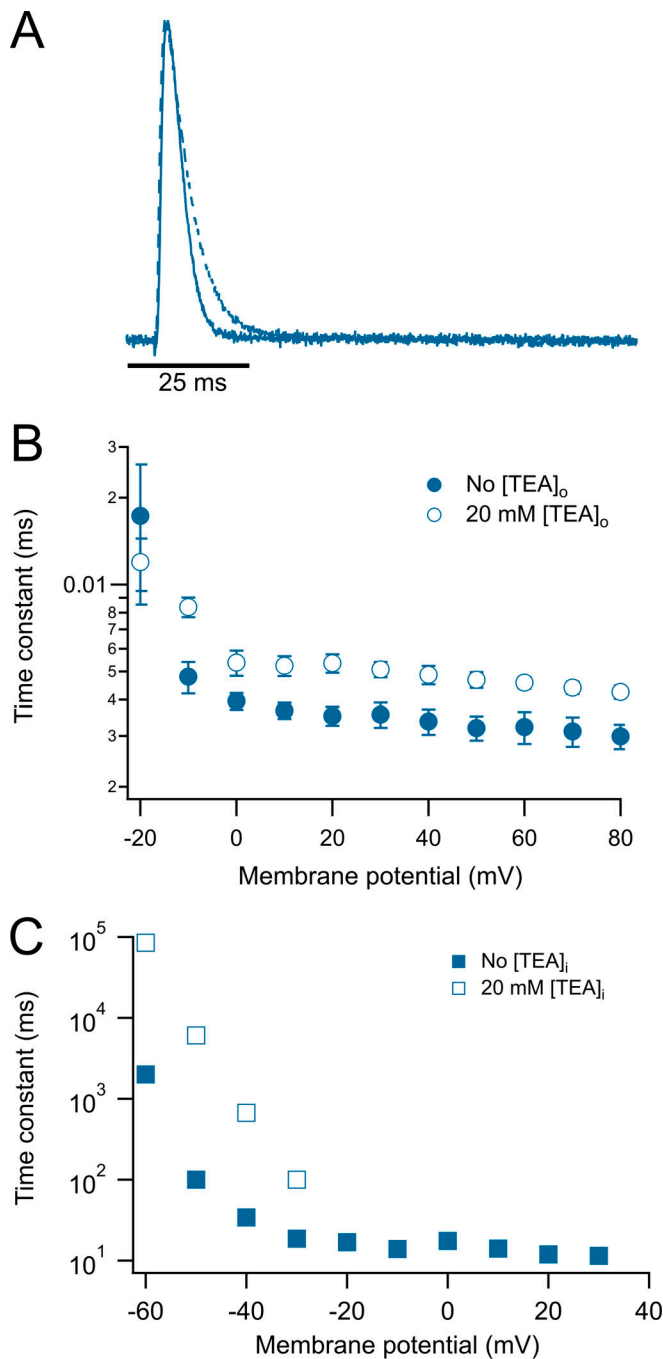 A
25 ms
B
Time constant (ms)
3
2
0.01
8
7
6
5
4
3
2
No [TEA]o
20 mM [TEA]o
-20 0 20 40 60 80
Membrane potential (mV)
C
Time constant (ms)
10^5
10^4
10^3
10^2
10^1
No [TEA]i
20 mM [TEA]i
-60 -40 -20 0 20 40
Membrane potential (mV)